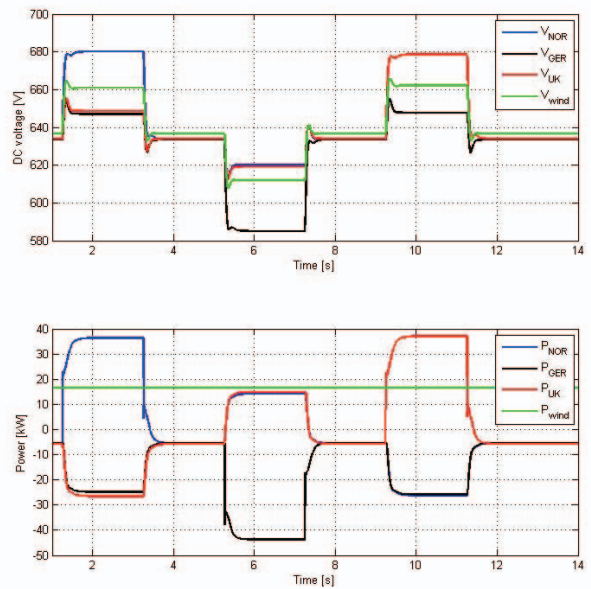 700
680
660
640
620
600
580
DC voltage [V]
2
4
6
8
10
12
14
Time [s]
V_NOR
V_GER
V_UK
V_wind
40
30
20
10
0
-10
-20
-30
-40
-50
Power [kW]
2
4
6
8
10
12
14
Time [s]
P_NOR
P_GER
P_UK
P_wind